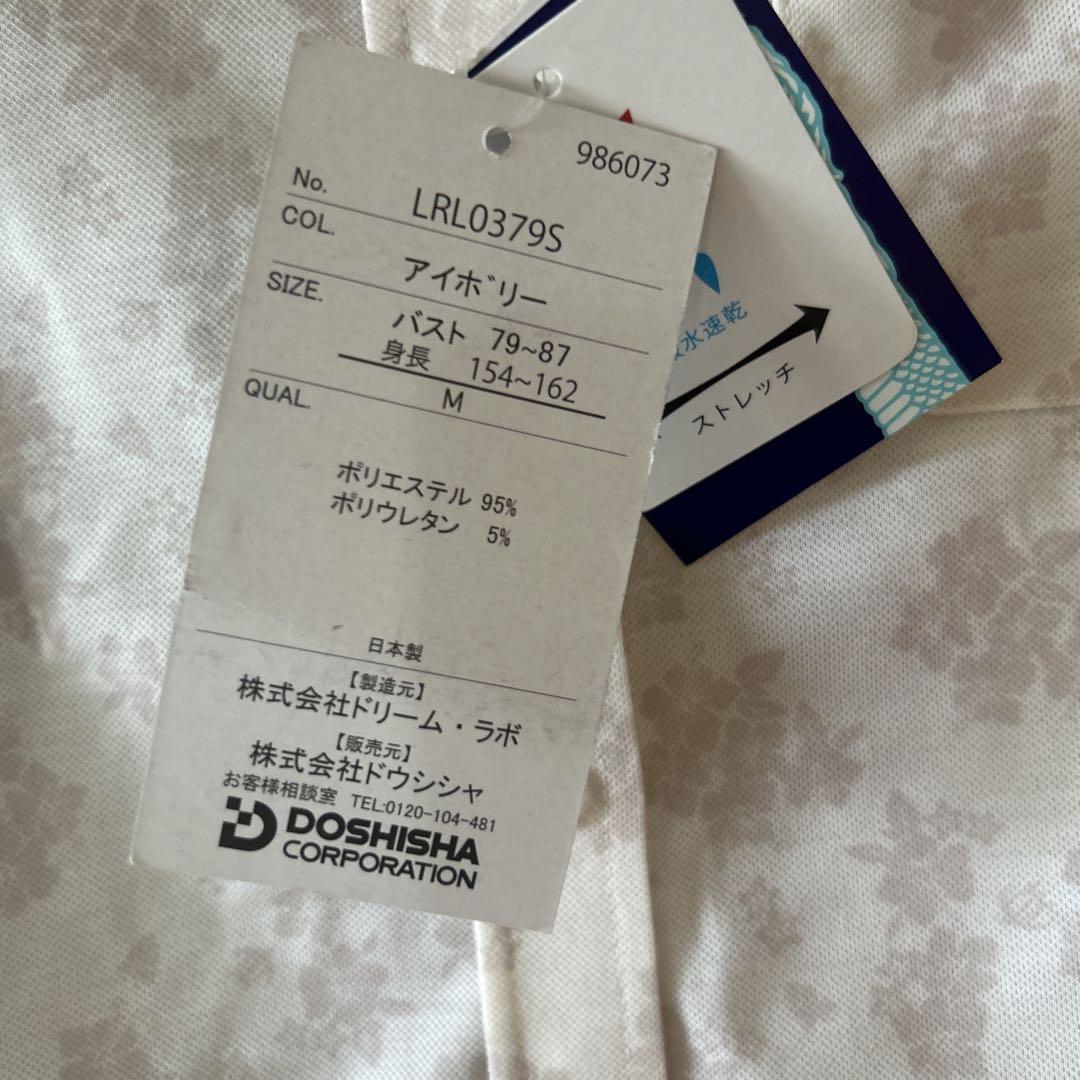 986073
No. LRL0379S
COL.
アイボリー
SIZE.
バスト 79~87
身長 154~162
M
QUAL.
ポリエステル 95%
ポリウレタン 5%
日本製
【製造元】
株式会社ドリーム・ラボ
【販売元】
株式会社ドウシシャ
お客様相談室 TEL:0120-104-481
DOSHISHA
CORPORATION
水速乾
ストレッチ